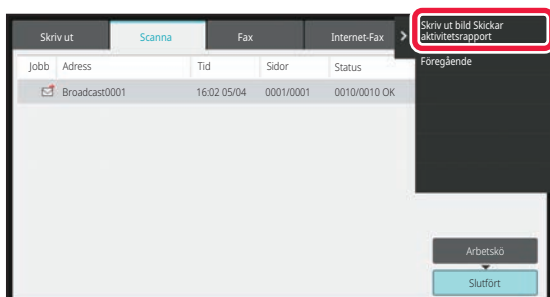 Skriv ut
Scanna
Fax
Internet-Fax
Skriv ut bild Skickar
aktivitetsrapport
Föregående
Jobb Adress Tid Sidor Status
Broadcast0001 16:02 05/04 0001/0001 0010/0010 OK
Arbetskö
Slutfört